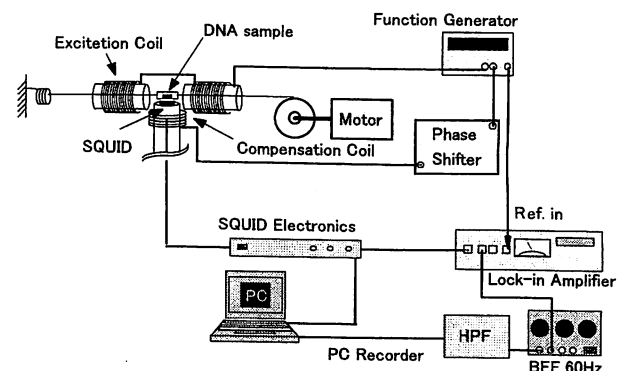 Function Generator
Excitetion Coil
DNA sample
Motor
Phase
Shifter
SQUID
Compensation Coil
Ref. in
SQUID Electronics
Lock-in Amplifier
PC
HPF
PC Recorder
BEF 60Hz